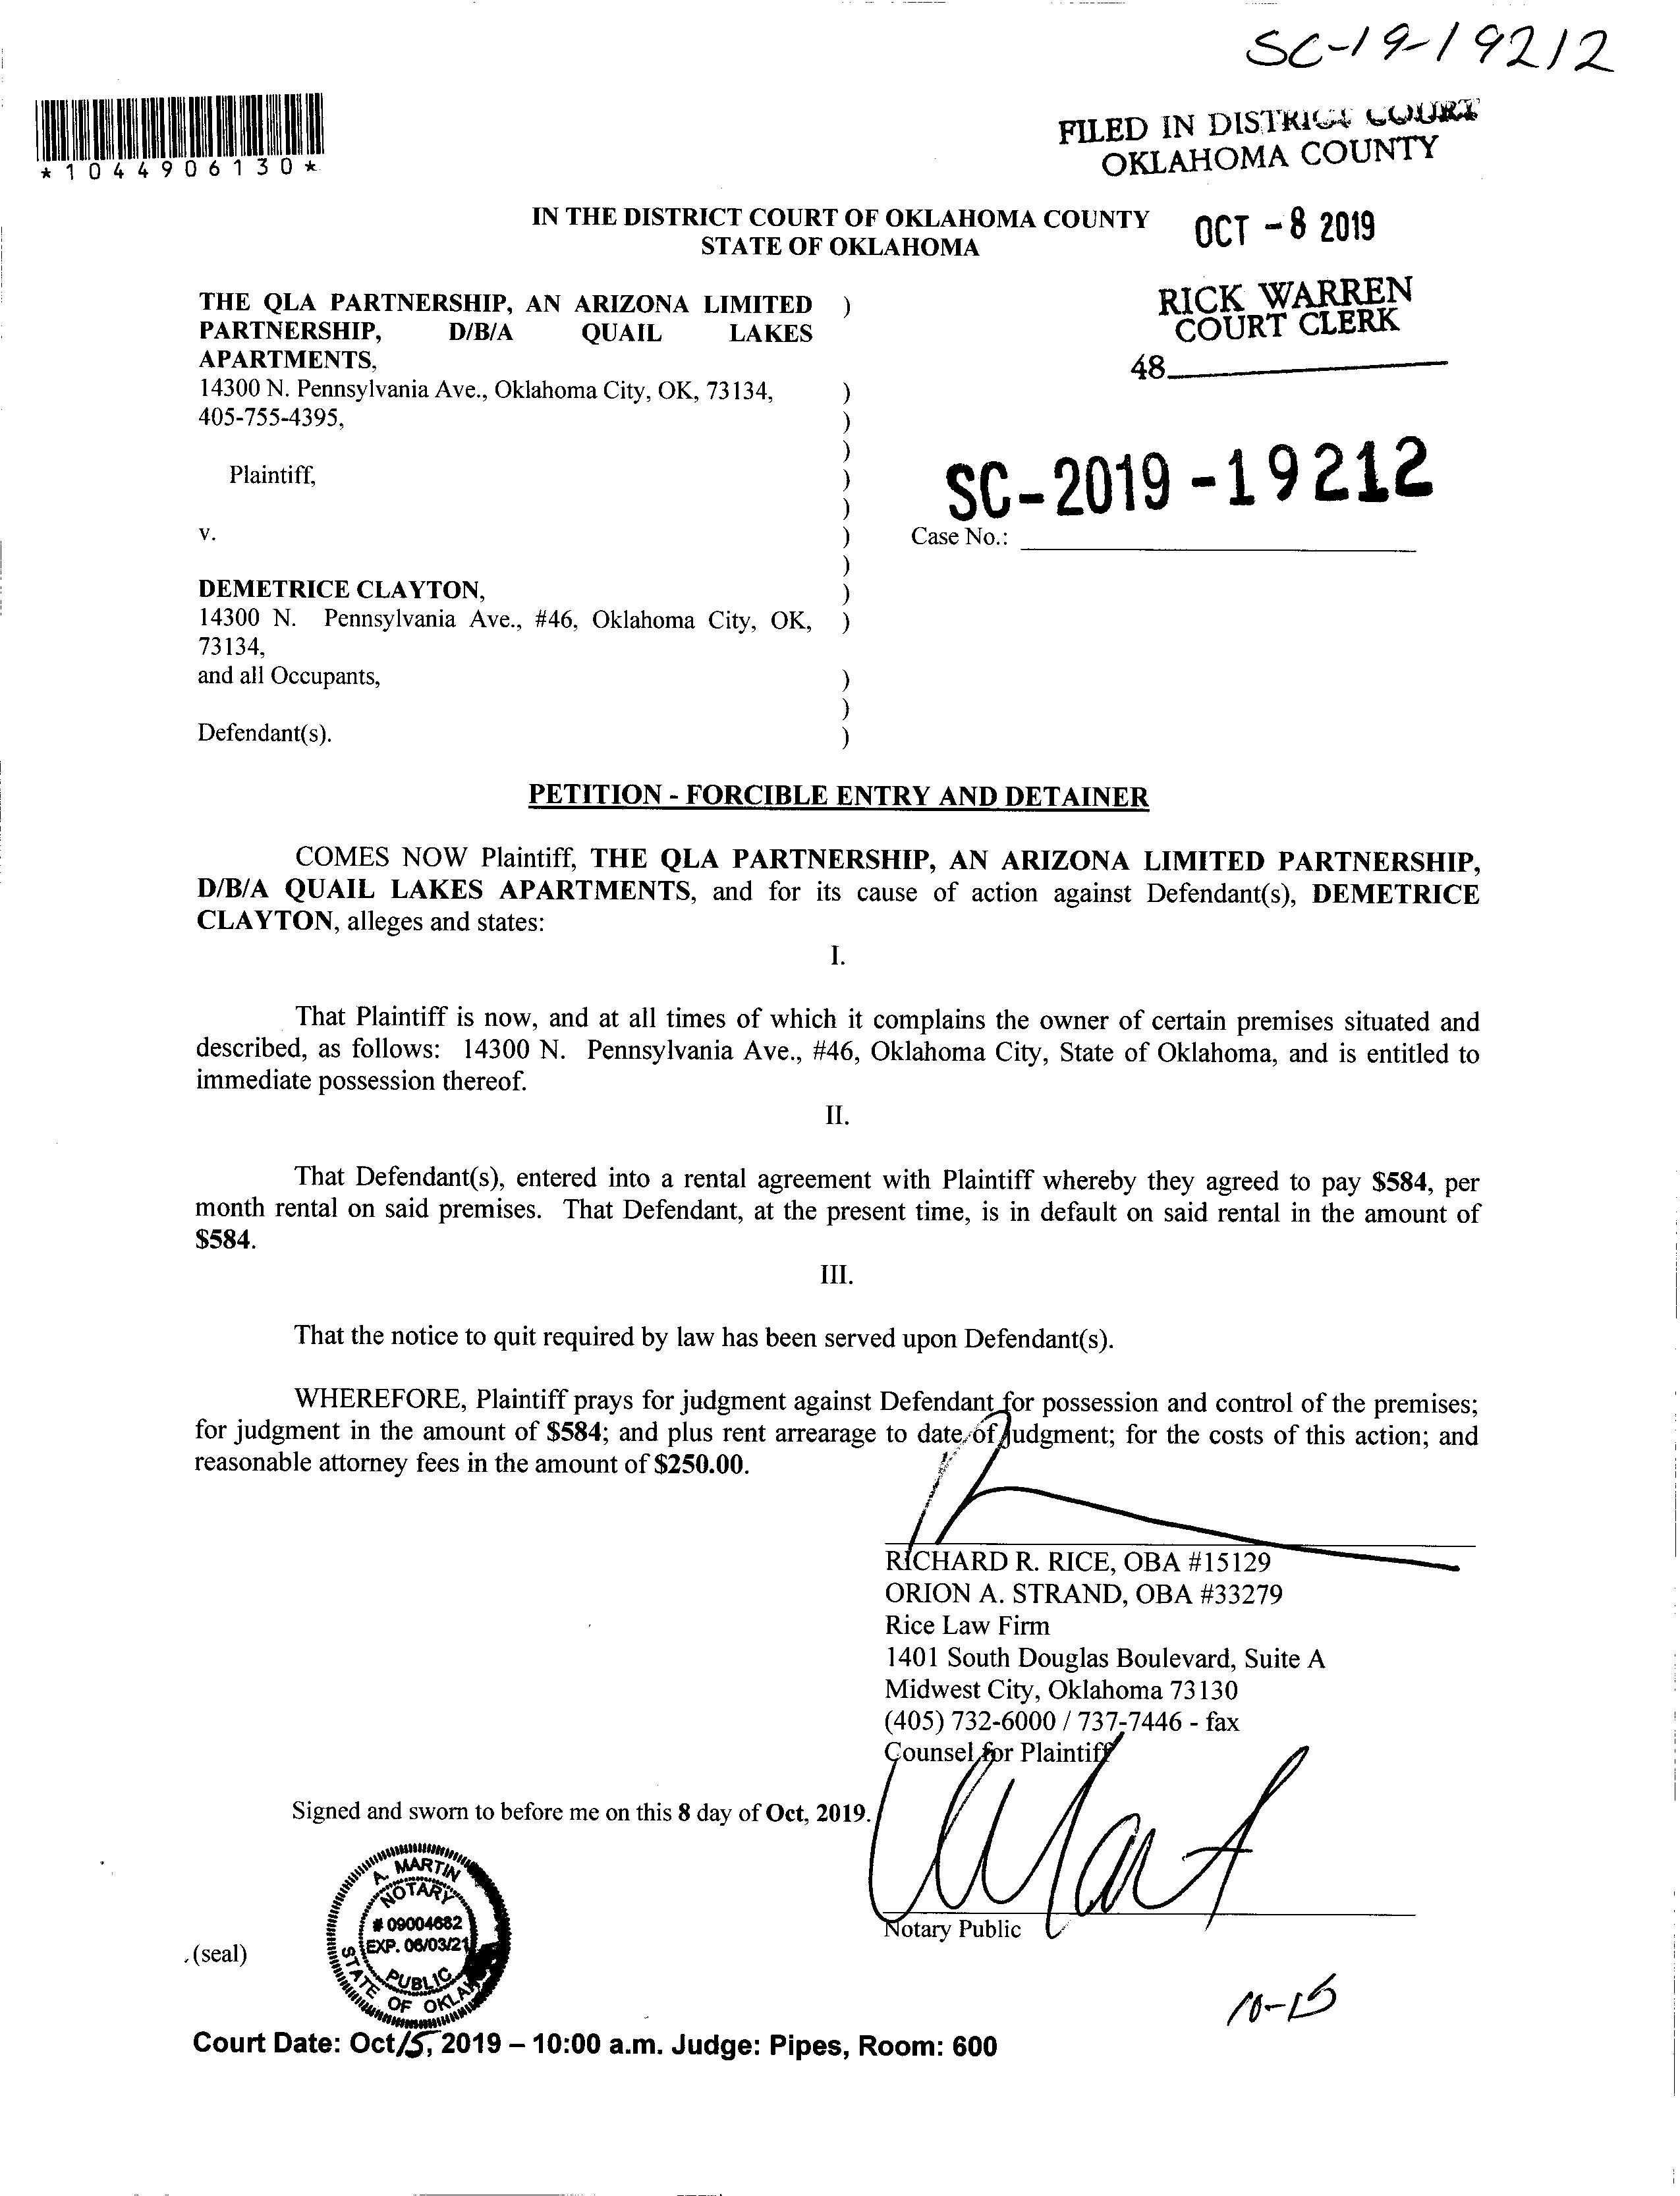 SC-19-19212
*1044906130*
FILED IN DISTRICT COURT
OKLAHOMA COUNTY
IN THE DISTRICT COURT OF OKLAHOMA COUNTY
STATE OF OKLAHOMA
OCT - 8 2019
RICK WARREN
COURT CLERK
48
THE QLA PARTNERSHIP, AN ARIZONA LIMITED )
PARTNERSHIP, D/B/A QUAIL LAKES
APARTMENTS,
14300 N. Pennsylvania Ave., Oklahoma City, OK, 73134, )
405-755-4395, )
)
Plaintiff, )
)
SC-2019-19212
v. ) Case No.:
)
DEMETRICE CLAYTON, )
14300 N. Pennsylvania Ave., #46, Oklahoma City, OK, )
73134,
and all Occupants, )
)
Defendant(s). )
PETITION - FORCIBLE ENTRY AND DETAINER
COMES NOW Plaintiff, THE QLA PARTNERSHIP, AN ARIZONA LIMITED PARTNERSHIP,
D/B/A QUAIL LAKES APARTMENTS, and for its cause of action against Defendant(s), DEMETRICE
CLAYTON, alleges and states:
I.
That Plaintiff is now, and at all times of which it complains the owner of certain premises situated and
described, as follows: 14300 N. Pennsylvania Ave., #46, Oklahoma City, State of Oklahoma, and is entitled to
immediate possession thereof.
II.
That Defendant(s), entered into a rental agreement with Plaintiff whereby they agreed to pay $584, per
month rental on said premises. That Defendant, at the present time, is in default on said rental in the amount of
$584.
III.
That the notice to quit required by law has been served upon Defendant(s).
WHEREFORE, Plaintiff prays for judgment against Defendant for possession and control of the premises;
for judgment in the amount of $584; and plus rent arrearage to date of judgment; for the costs of this action; and
reasonable attorney fees in the amount of $250.00.
RICHARD R. RICE, OBA #15129
ORION A. STRAND, OBA #33279
Rice Law Firm
1401 South Douglas Boulevard, Suite A
Midwest City, Oklahoma 73130
(405) 732-6000 / 737-7446 - fax
Counsel for Plaintiff
Signed and sworn to before me on this 8 day of Oct, 2019.
A. MARTIN
NOTARY
# 09004682
EXP. 06/03/21
PUBLIC
STATE OF OKLA
Notary Public
(seal)
10-15
Court Date: Oct 15, 2019 – 10:00 a.m. Judge: Pipes, Room: 600